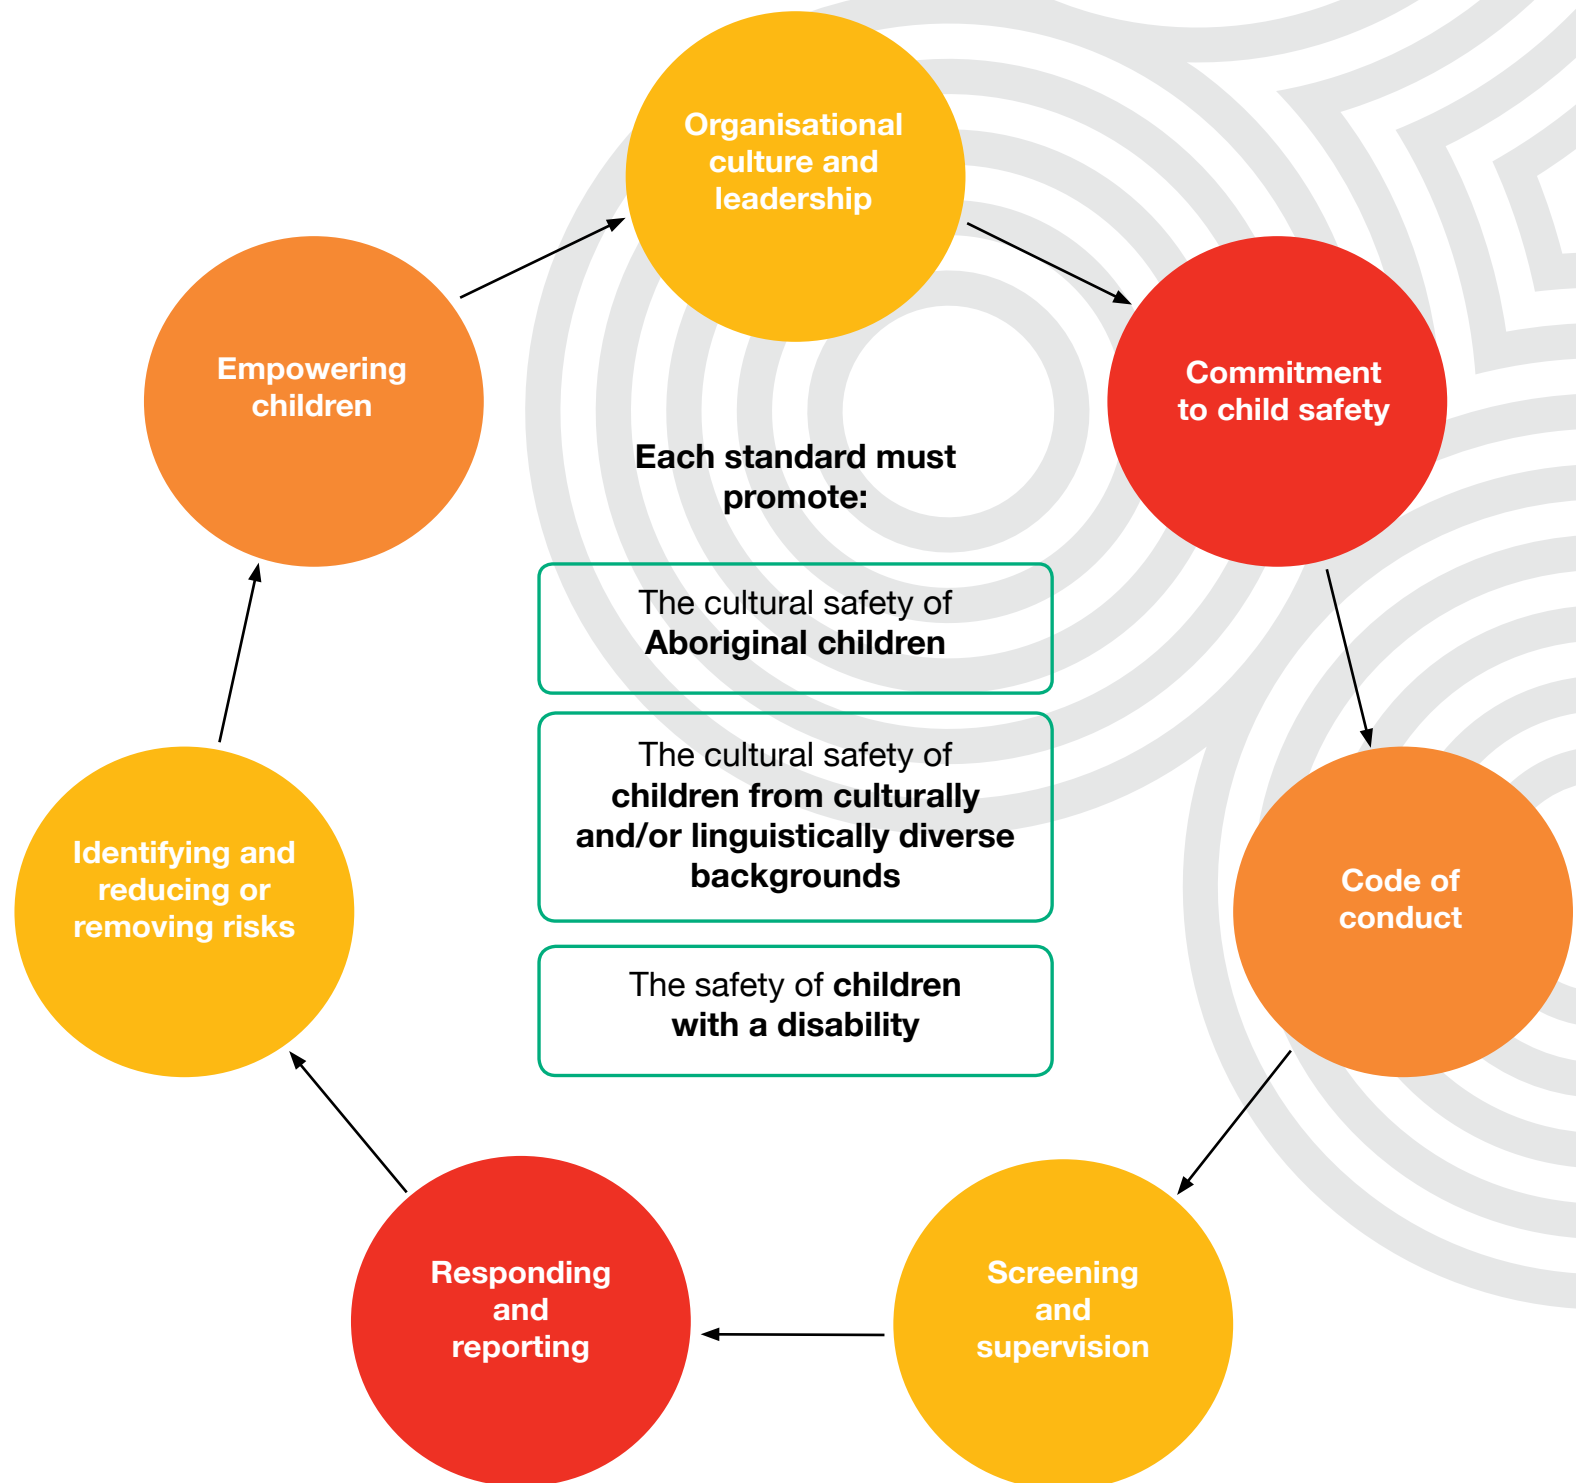 Organisational
culture and
leadership
Commitment
to child safety
Code of
conduct
Screening
and
supervision
Responding
and
reporting
Identifying and
reducing or
removing risks
Empowering
children
Each standard must
promote:
The cultural safety of
Aboriginal children
The cultural safety of
children from culturally
and/or linguistically diverse
backgrounds
The safety of children
with a disability